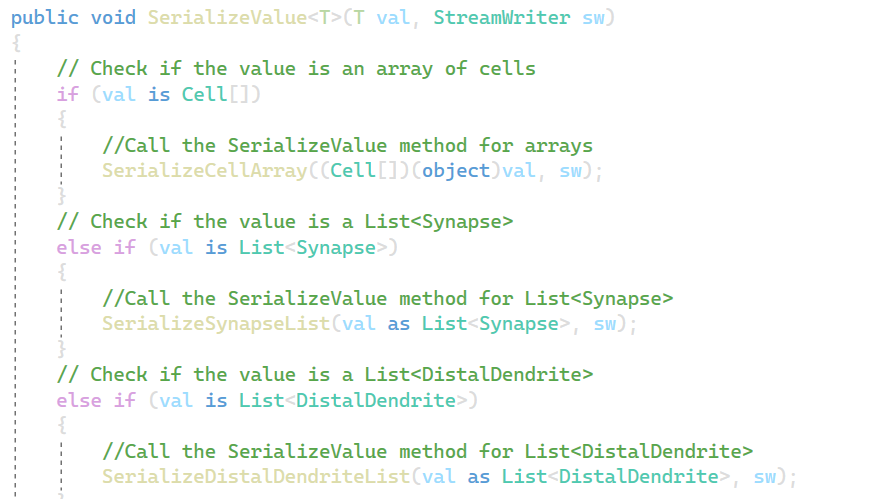 public void SerializeValue<T>(T val, StreamWriter sw)
{
// Check if the value is an array of cells
if (val is Cell[])
{
//Call the SerializeValue method for arrays
SerializeCellArray((Cell[])(object)val, sw);
}
// Check if the value is a List<Synapse>
else if (val is List<Synapse>)
{
//Call the SerializeValue method for List<Synapse>
SerializeSynapseList(val as List<Synapse>, sw);
}
// Check if the value is a List<DistalDendrite>
else if (val is List<DistalDendrite>)
{
//Call the SerializeValue method for List<DistalDendrite>
SerializeDistalDendriteList(val as List<DistalDendrite>, sw);
}